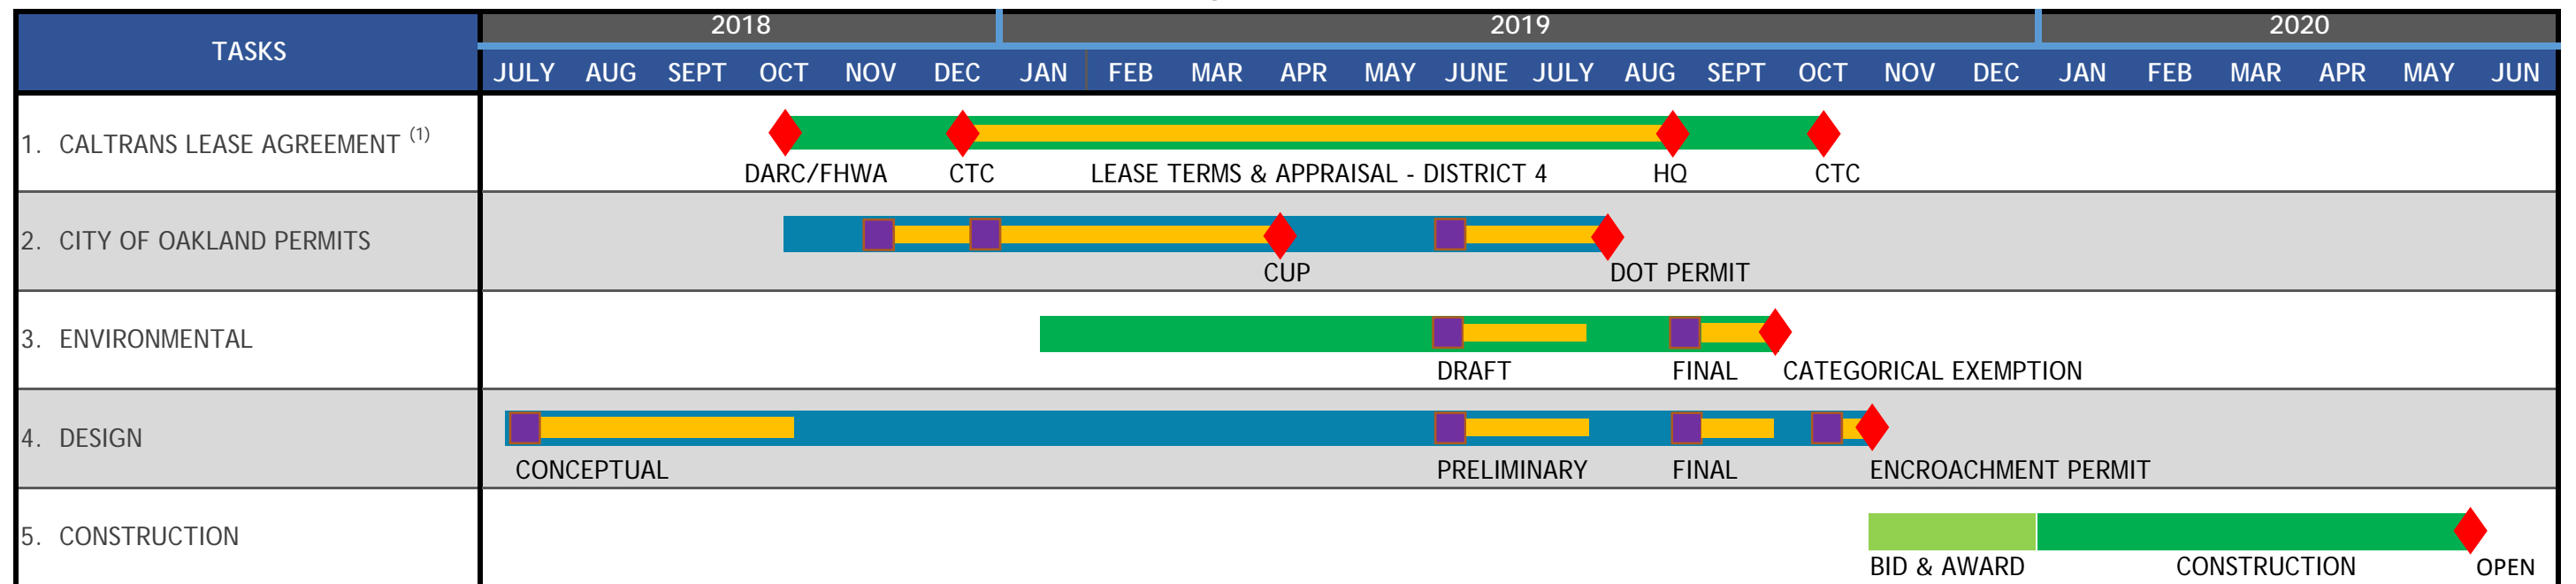 2018 2019 2020
TASKS
JULY AUG SEPT OCT NOV DEC JAN FEB MAR APR MAY JUNE JULY AUG SEPT OCT NOV DEC JAN FEB MAR APR MAY JUN
1. CALTRANS LEASE AGREEMENT (1)
DARC/FHWA CTC LEASE TERMS & APPRAISAL - DISTRICT 4 HQ CTC
2. CITY OF OAKLAND PERMITS
CUP DOT PERMIT
3. ENVIRONMENTAL
DRAFT FINAL CATEGORICAL EXEMPTION
4. DESIGN
CONCEPTUAL PRELIMINARY FINAL ENCROACHMENT PERMIT
5. CONSTRUCTION
BID & AWARD CONSTRUCTION OPEN